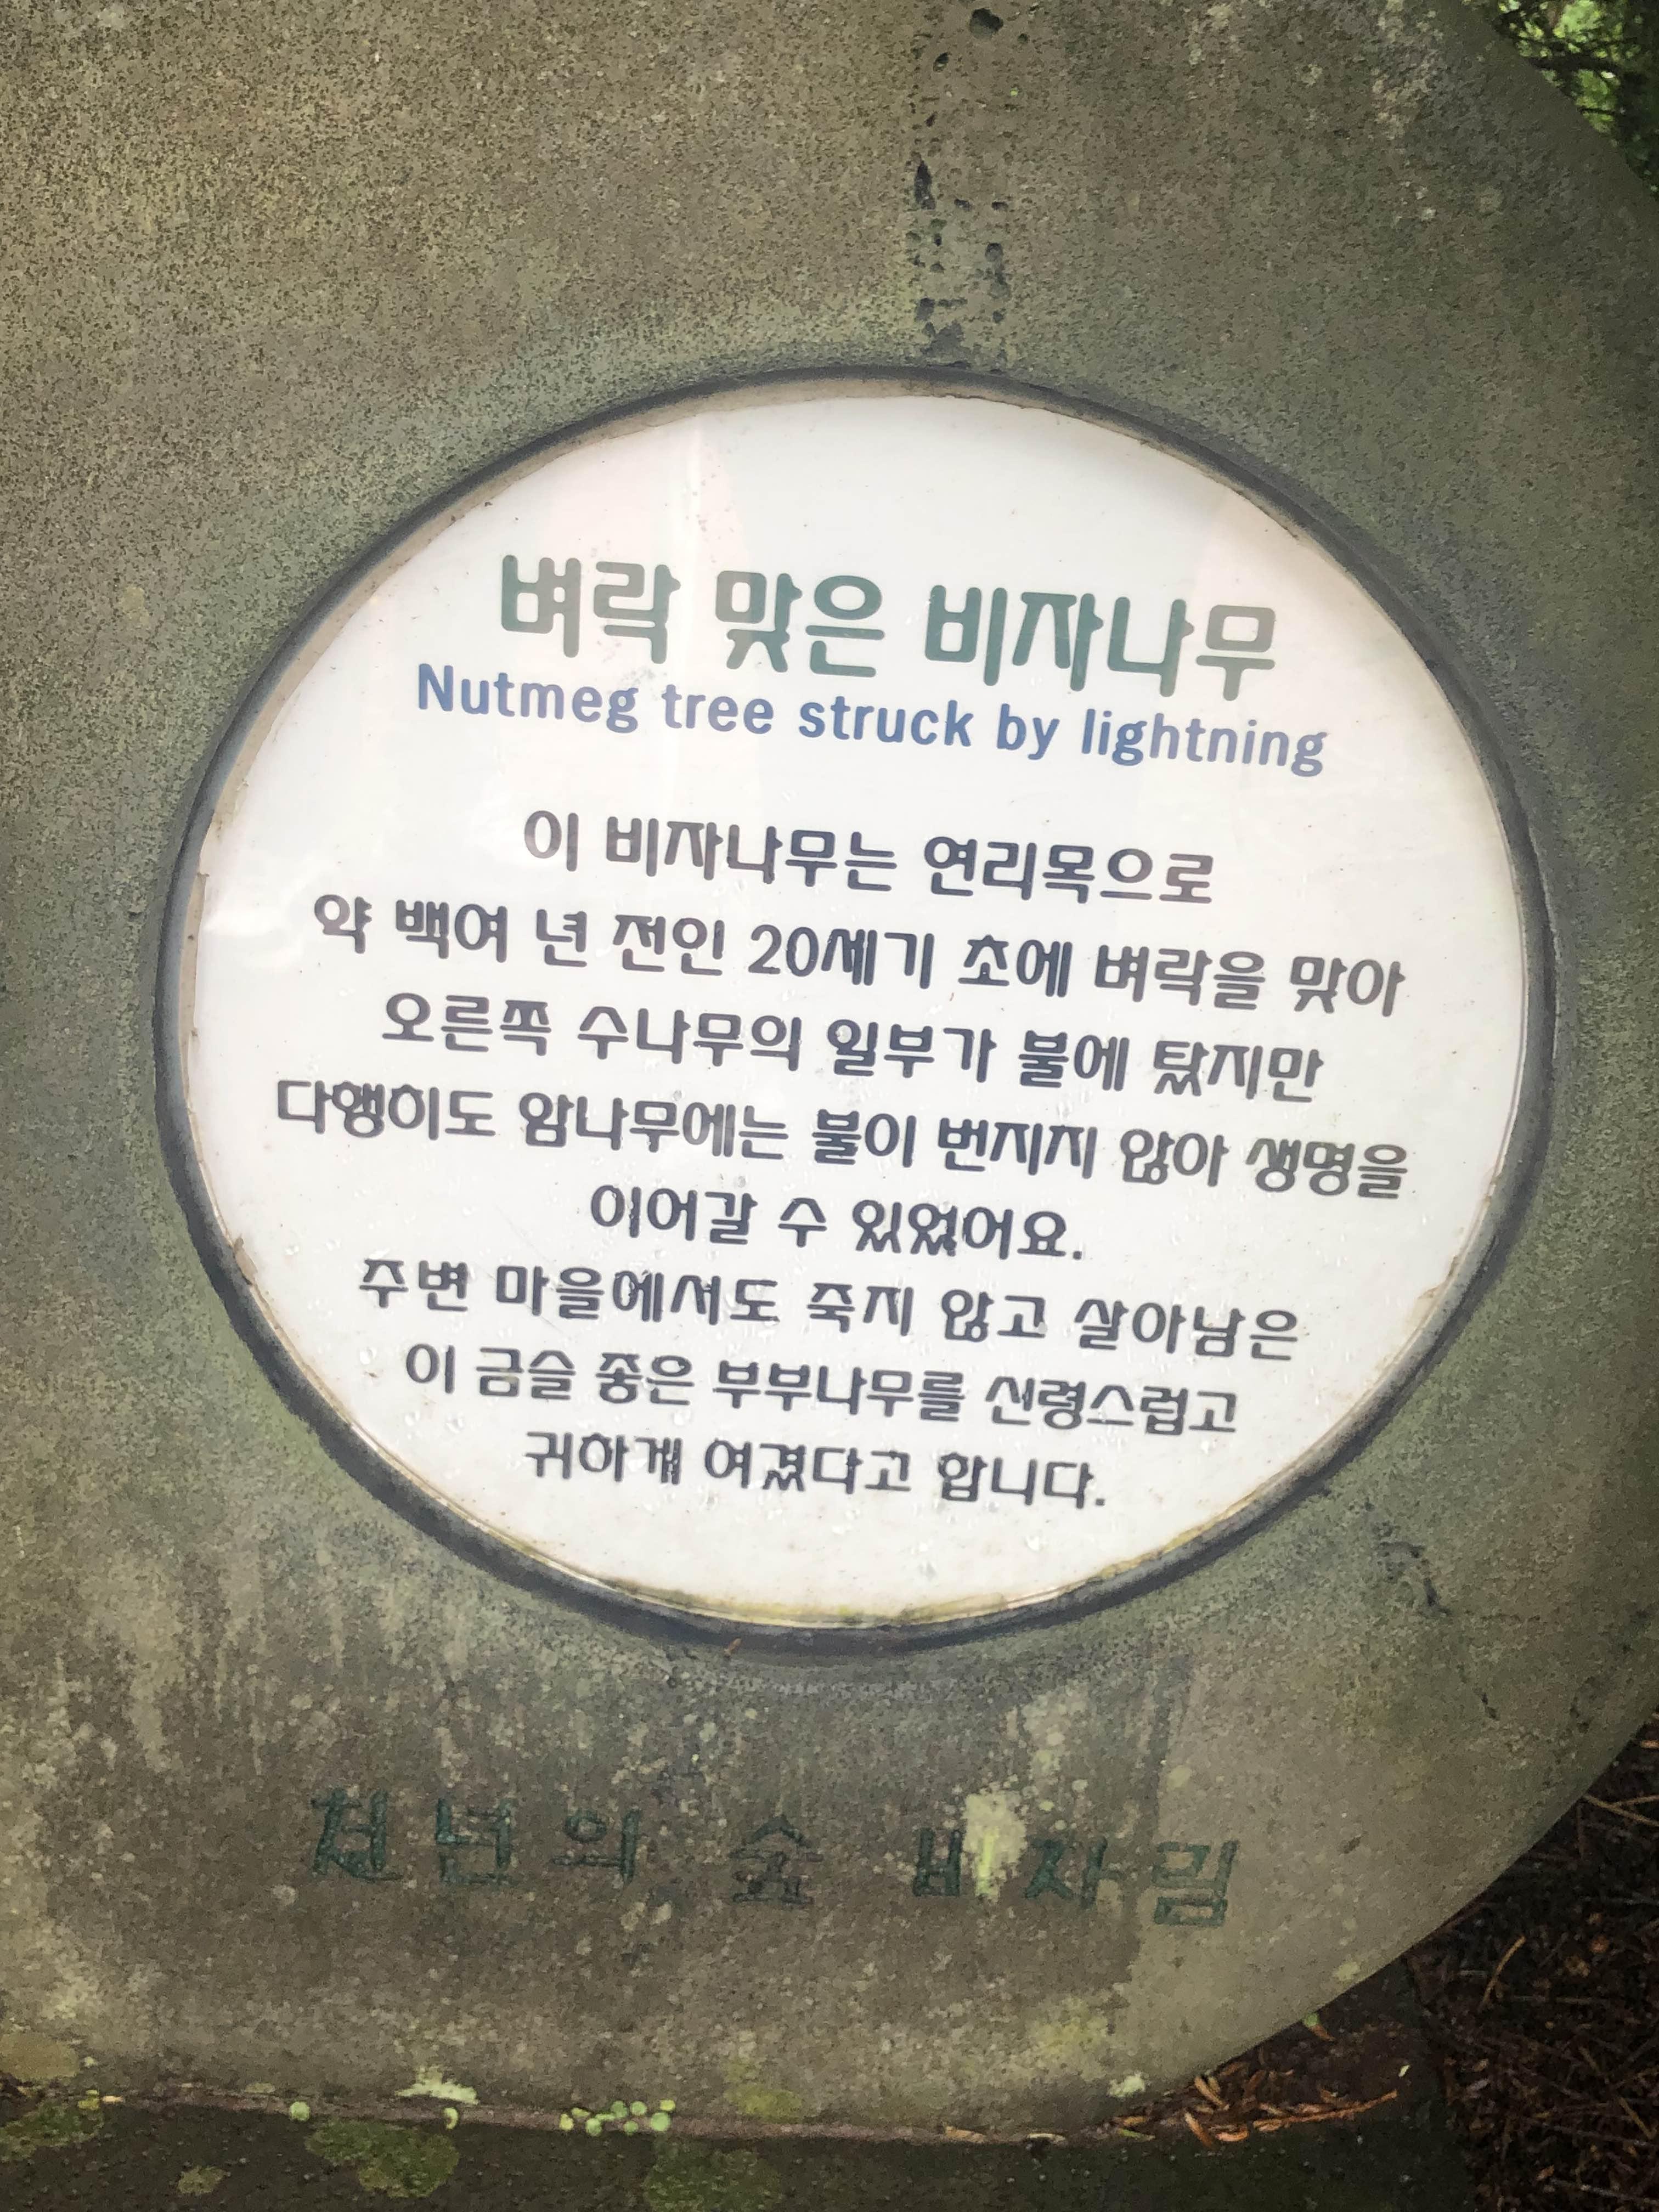 벼락 맞은 비자나무
Nutmeg tree struck by lightning
이 비자나무는 연리목으로
약 백여 년 전인 20세기 초에 벼락을 맞아
오른쪽 수나무의 일부가 불에 탔지만
다행히도 암나무에는 불이 번지지 않아 생명을
이어갈 수 있었어요.
주변 마을에서도 죽지 않고 살아남은
이 금슬 좋은 부부나무를 신령스럽고
귀하게 여겼다고 합니다.
천년의 숲 비자림